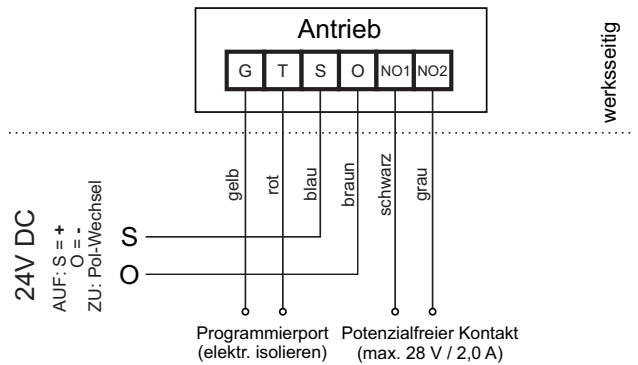 Antrieb
G T S O NO1 NO2
werksseitig
gelb
rot
blau
braun
schwarz
grau
24V DC
AUF: S = +
O = -
ZU: Pol-Wechsel
S
O
Programmierport
(elektr. isolieren)
Potenzialfreier Kontakt
(max. 28 V / 2,0 A)